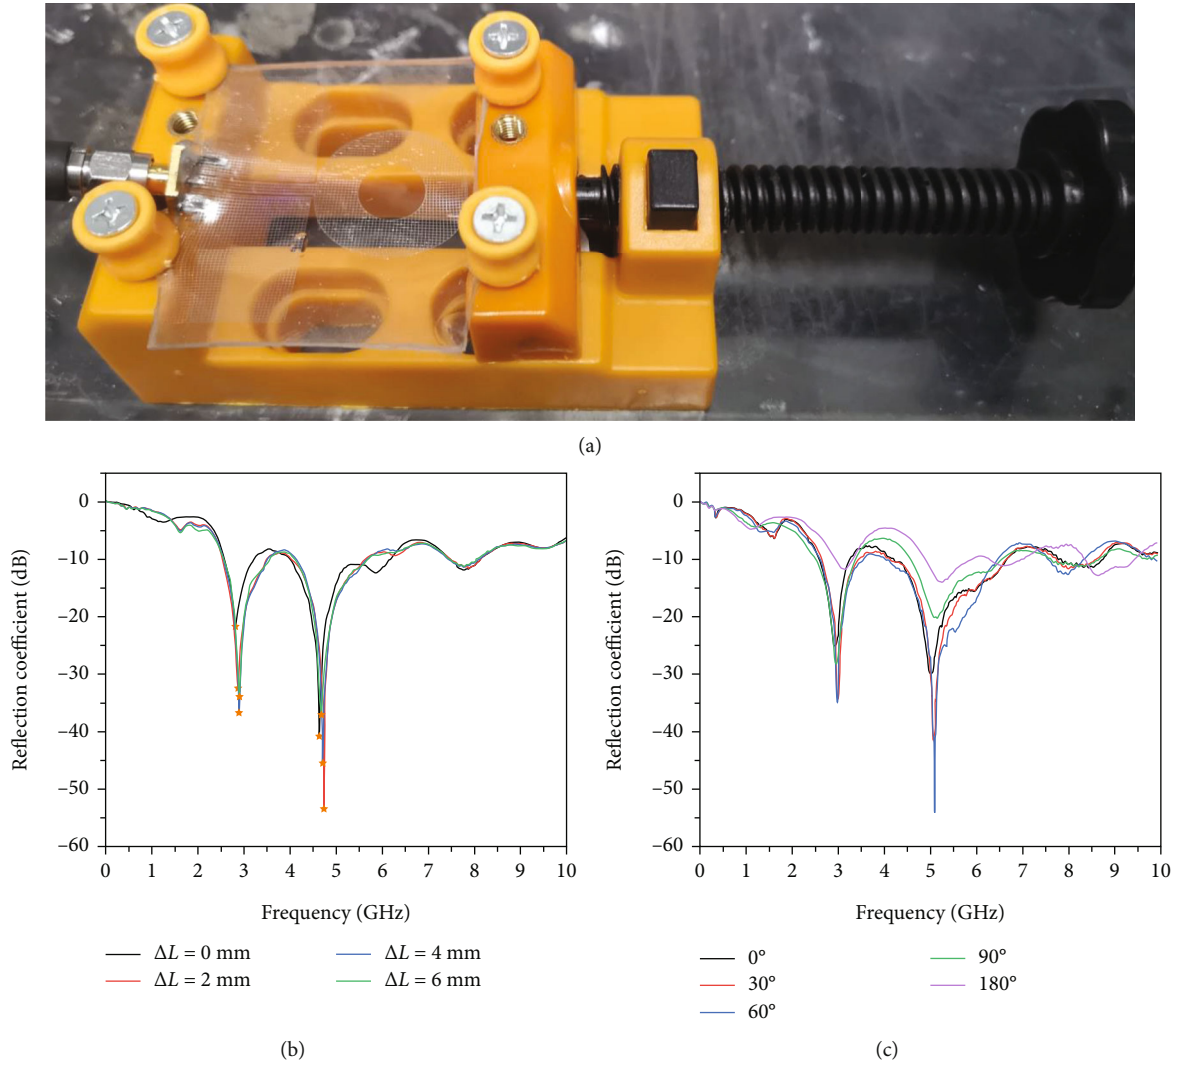 (a)
0
−10
−20
−30
−40
−50
−60
Reflection coefficient (dB)
0 1 2 3 4 5 6 7 8 9 10
Frequency (GHz)
ΔL = 0 mm
ΔL = 2 mm
ΔL = 4 mm
ΔL = 6 mm
(b)
0
−10
−20
−30
−40
−50
−60
Reflection coefficient (dB)
0 1 2 3 4 5 6 7 8 9 10
Frequency (GHz)
0°
30°
60°
90°
180°
(c)